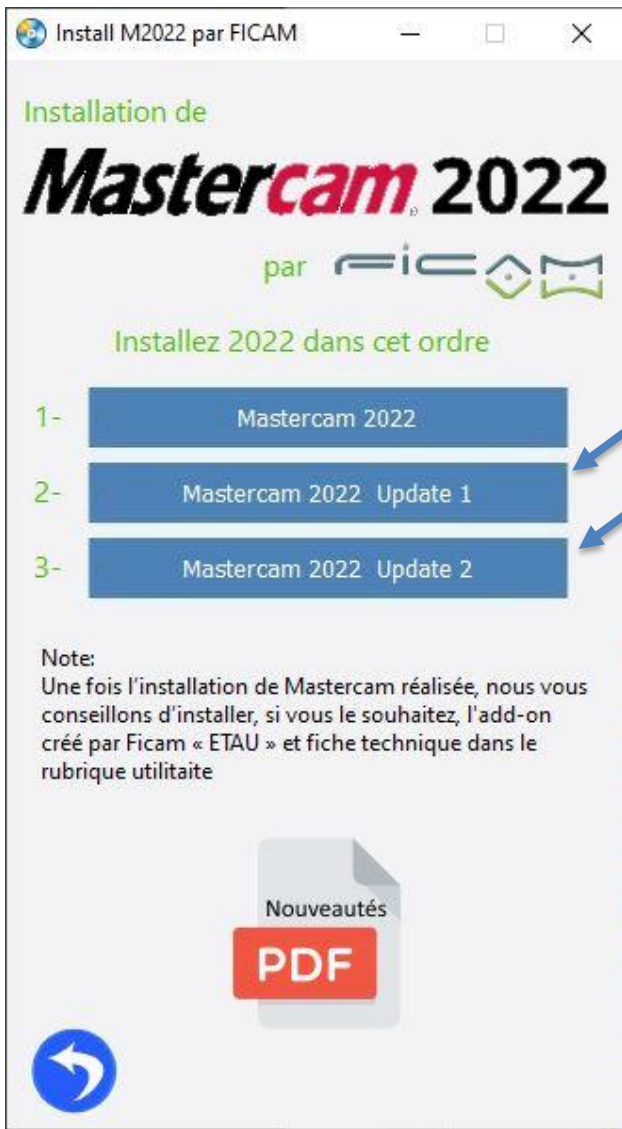 Install M2022 par FICAM
Installation de
Mastercam® 2022
par FICAM
Installez 2022 dans cet ordre
1- Mastercam 2022
2- Mastercam 2022 Update 1
3- Mastercam 2022 Update 2
Note:
Une fois l'installation de Mastercam réalisée, nous vous
conseillons d'installer, si vous le souhaitez, l'add-on
créé par Ficam « ETAU » et fiche technique dans le
rubrique utilitaite
Nouveautés
PDF